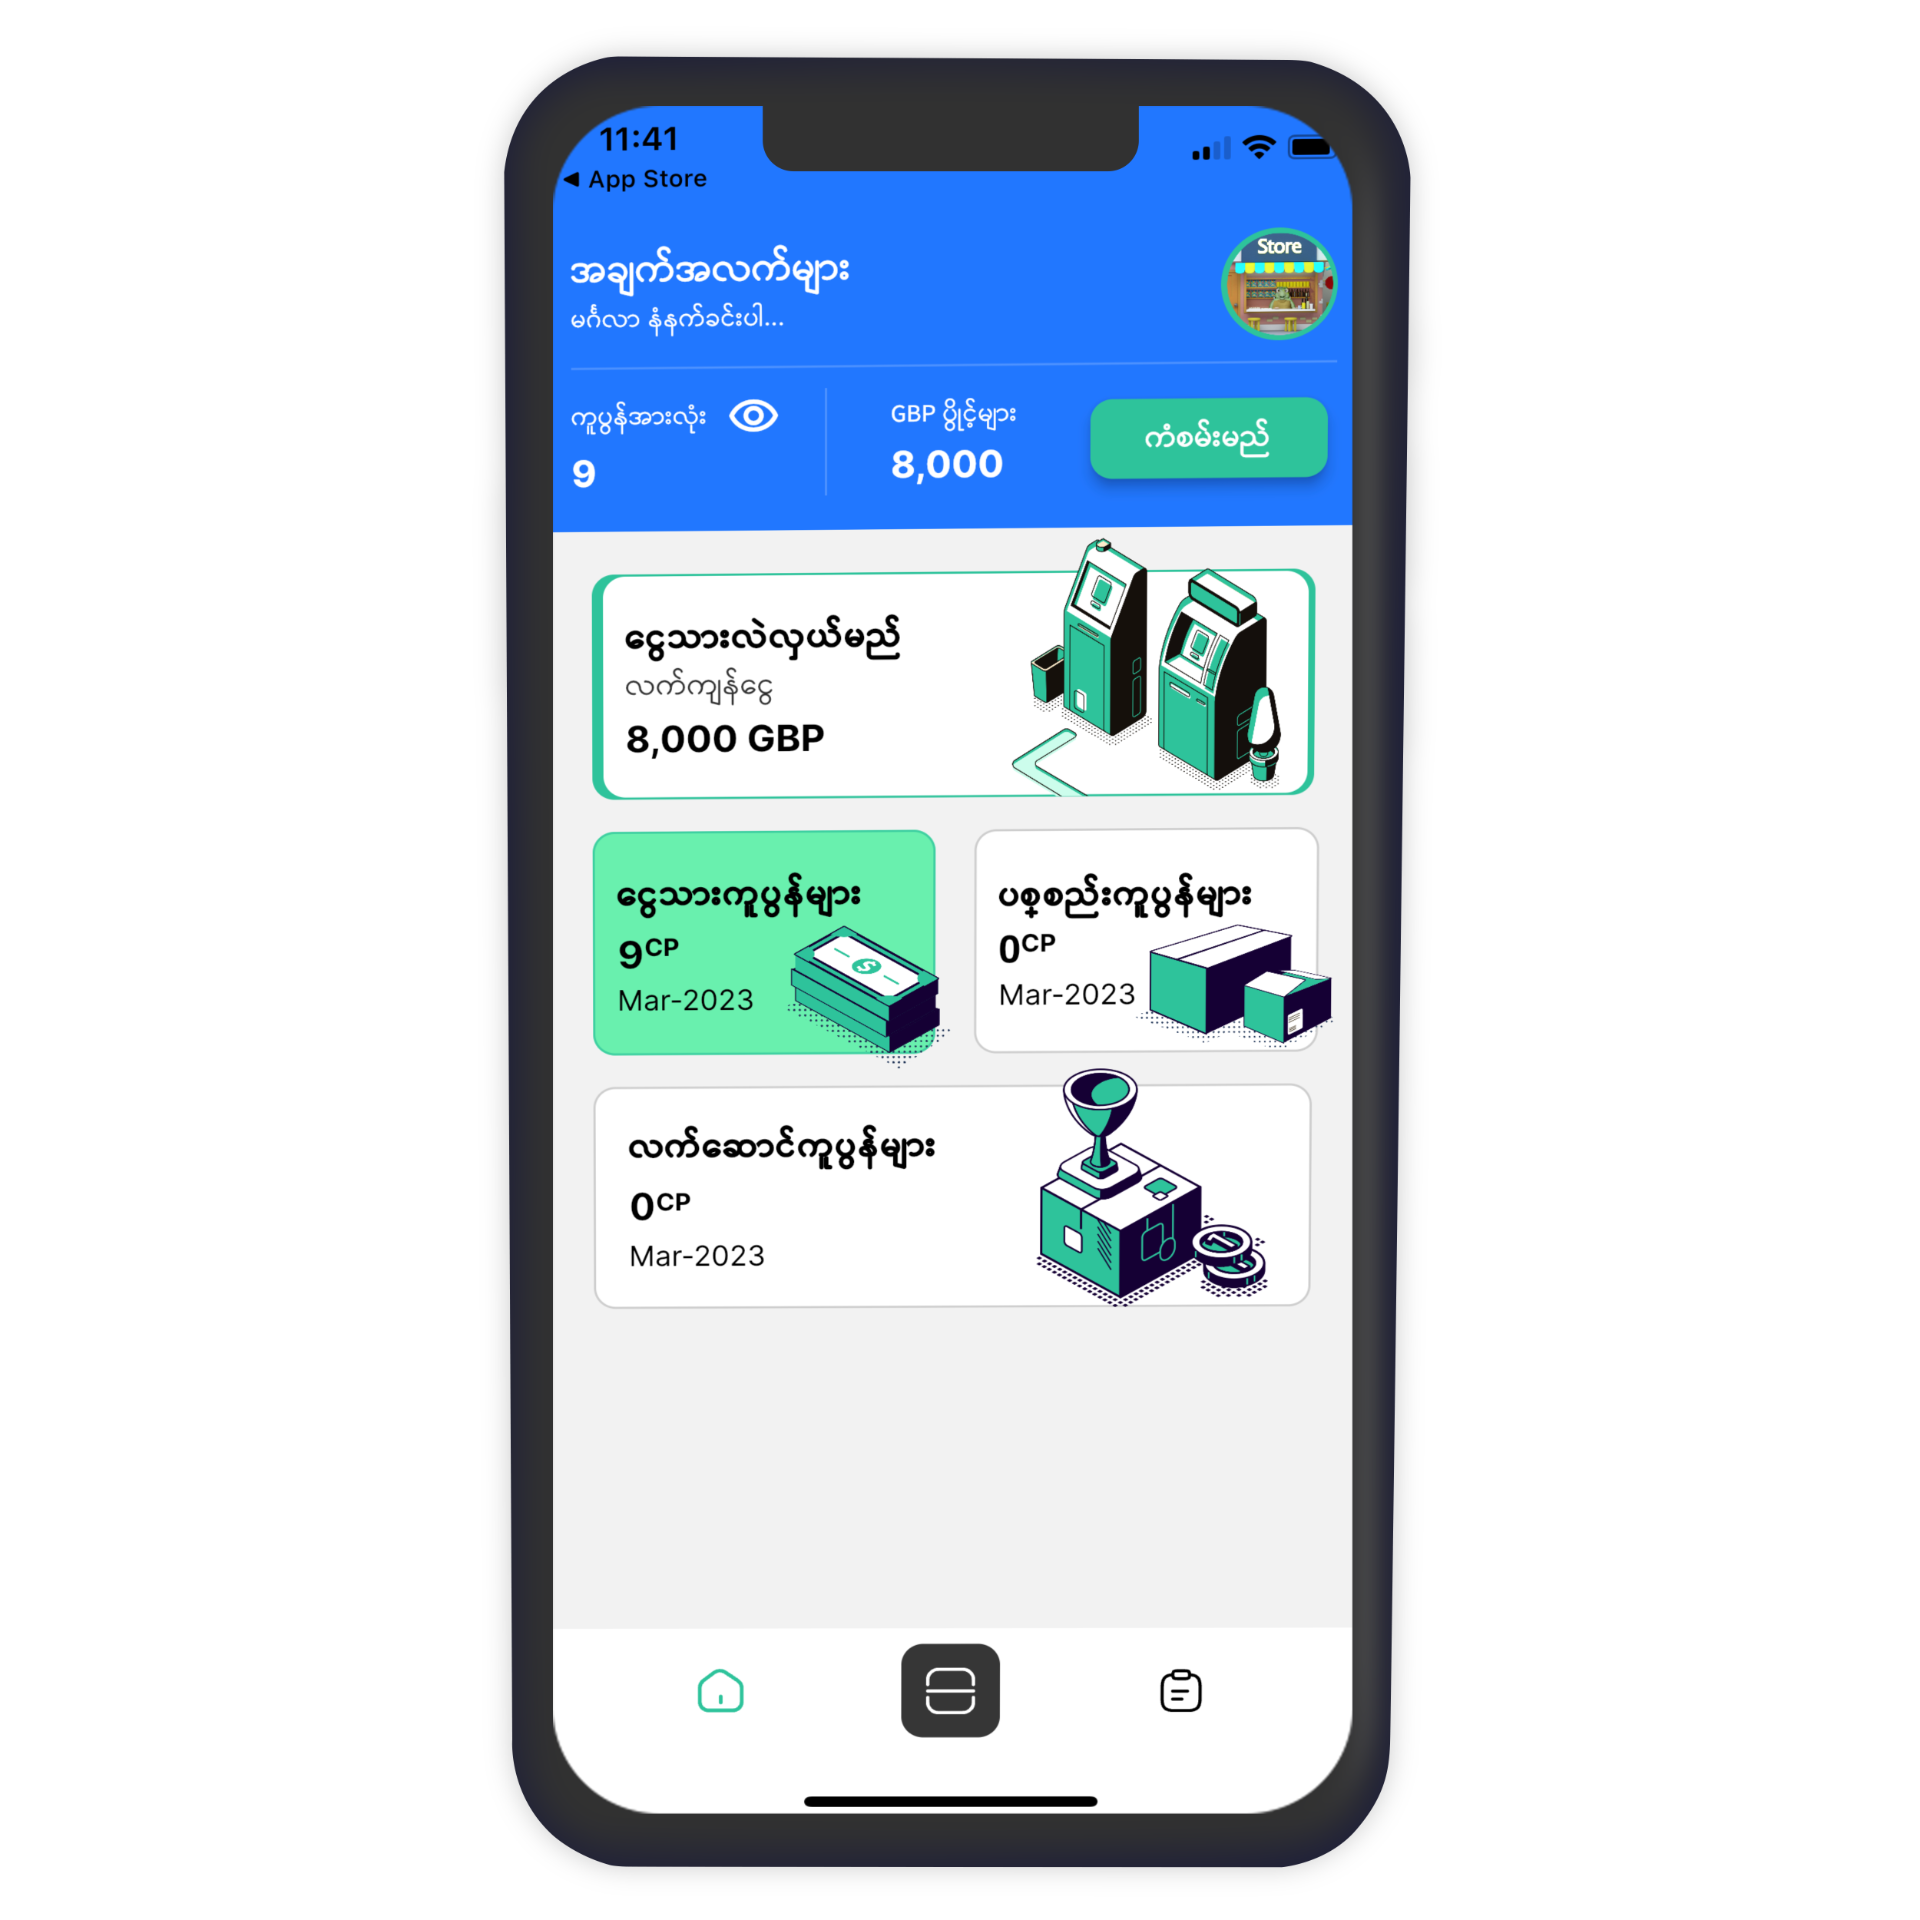 11:41
◀ App Store
Store
အချက်အလက်များ
မင်္ဂလာ နံနက်ခင်းပါ...
ကူပွန်အားလုံး
9
GBP ပွိုင့်များ
8,000
ကံစမ်းမည်
ငွေသားလဲလှယ်မည်
လက်ကျန်ငွေ
8,000 GBP
ငွေသားကူပွန်များ
9CP
Mar-2023
ပစ္စည်းကူပွန်များ
0CP
Mar-2023
လက်ဆောင်ကူပွန်များ
0CP
Mar-2023